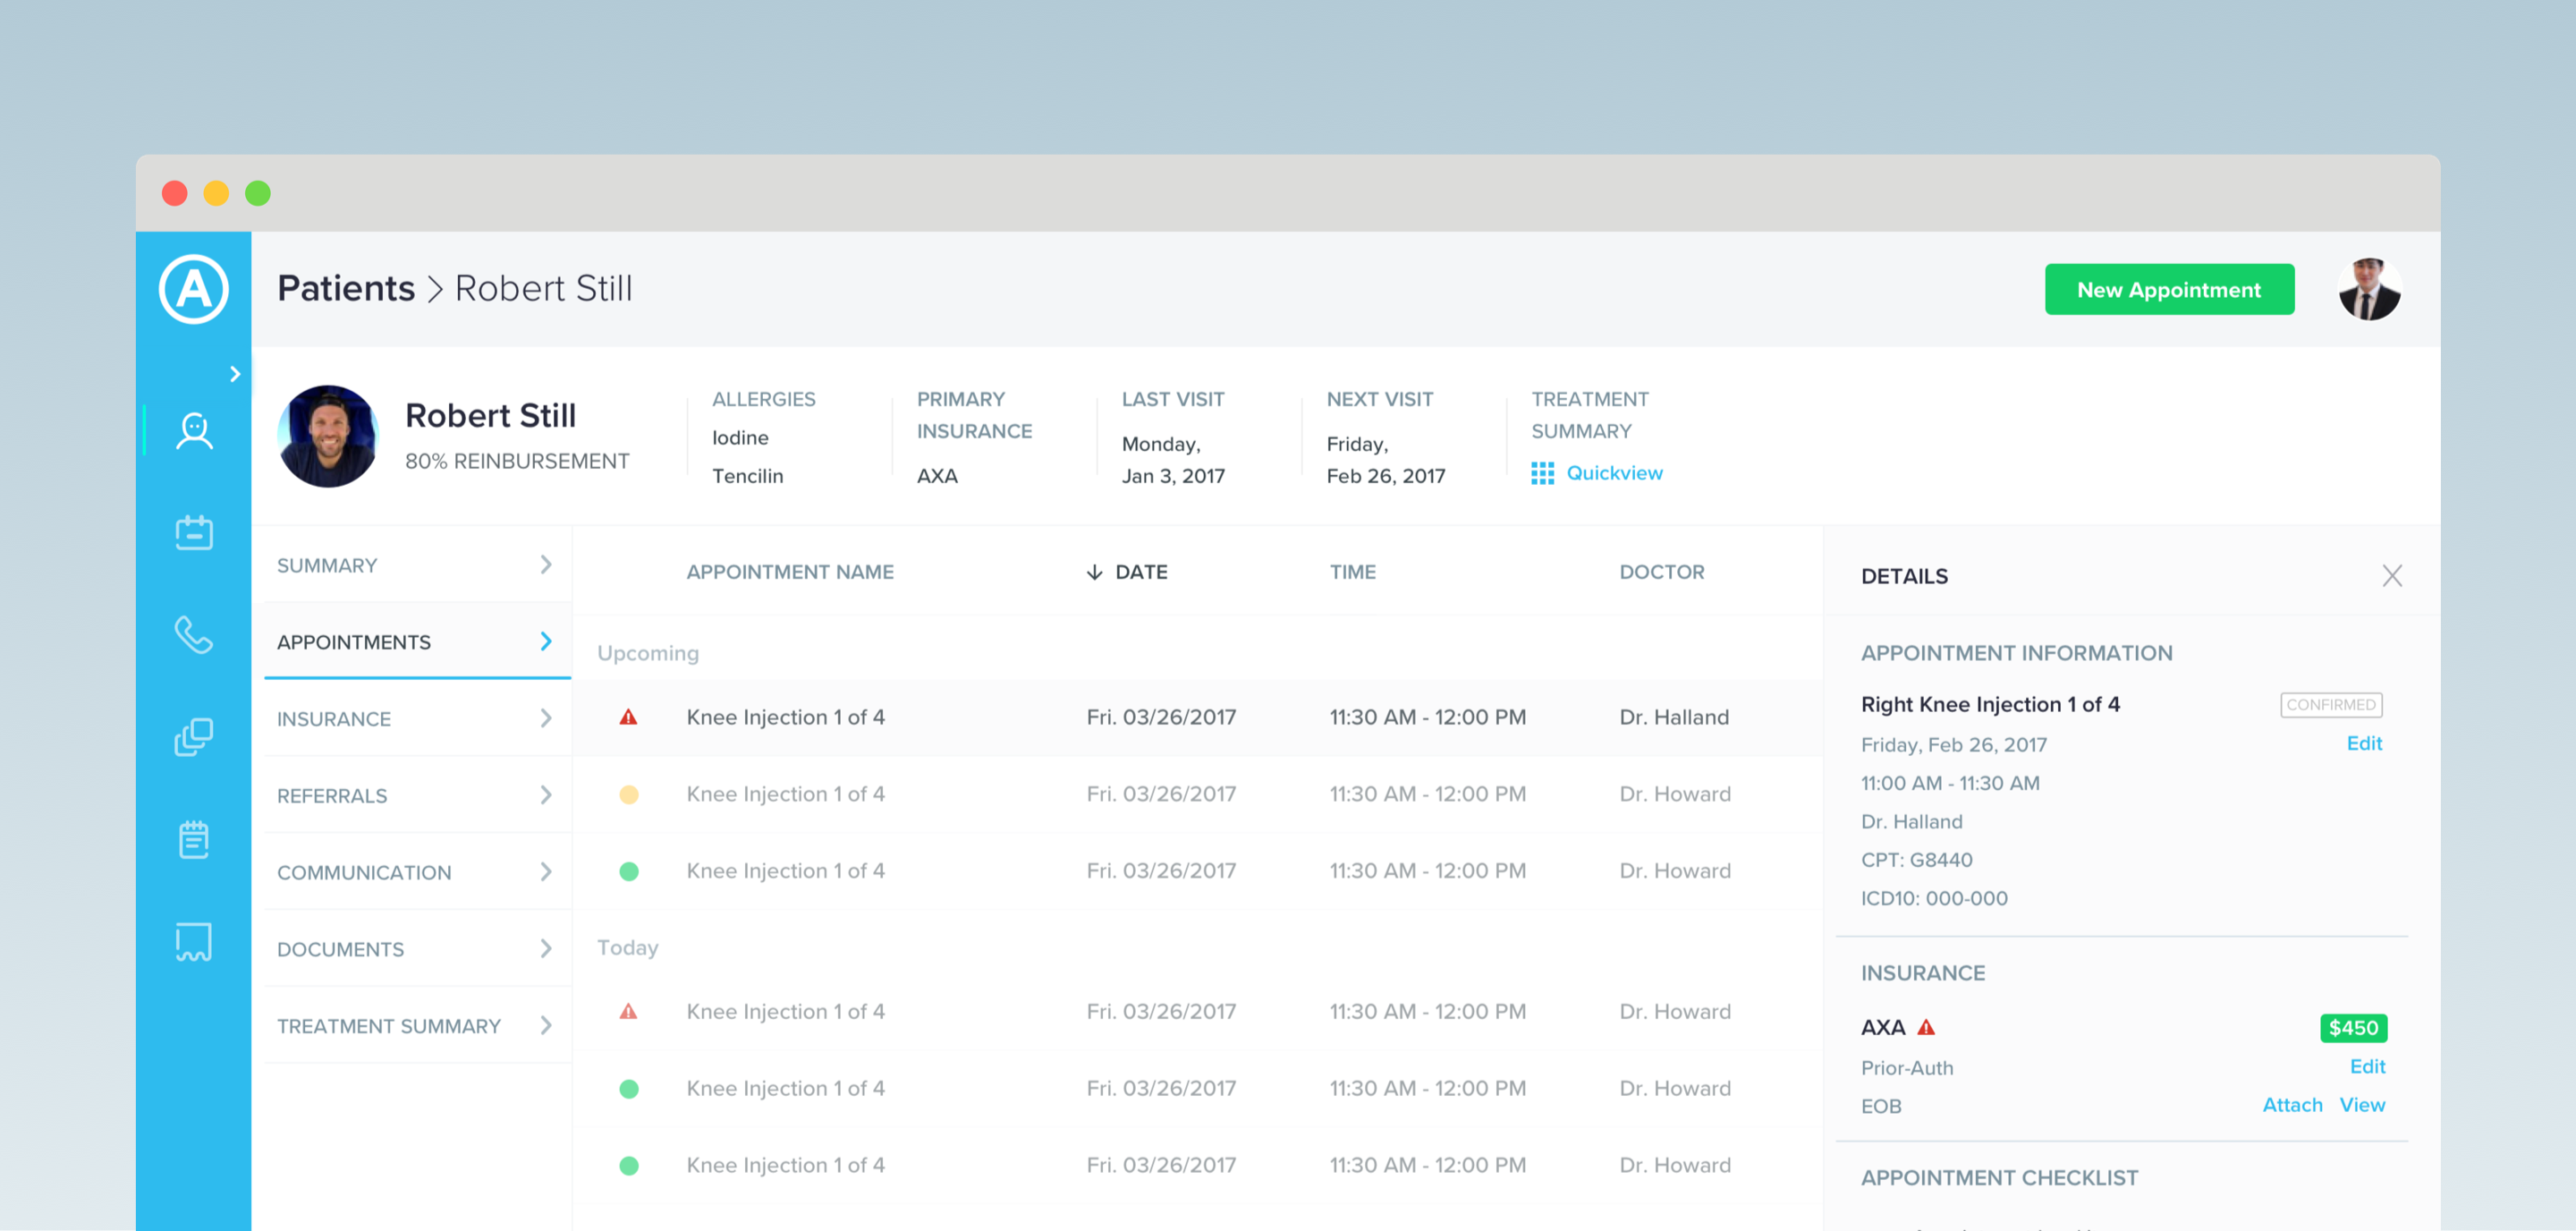 A
Patients > Robert Still
New Appointment
Robert Still
80% REINBURSEMENT
ALLERGIES
Iodine
Tencilin
PRIMARY
INSURANCE
AXA
LAST VISIT
Monday,
Jan 3, 2017
NEXT VISIT
Friday,
Feb 26, 2017
TREATMENT
SUMMARY
Quickview
SUMMARY
APPOINTMENTS
INSURANCE
REFERRALS
COMMUNICATION
DOCUMENTS
TREATMENT SUMMARY
APPOINTMENT NAME DATE TIME DOCTOR
Upcoming
Knee Injection 1 of 4 Fri. 03/26/2017 11:30 AM - 12:00 PM Dr. Halland
Knee Injection 1 of 4 Fri. 03/26/2017 11:30 AM - 12:00 PM Dr. Howard
Knee Injection 1 of 4 Fri. 03/26/2017 11:30 AM - 12:00 PM Dr. Howard
Today
Knee Injection 1 of 4 Fri. 03/26/2017 11:30 AM - 12:00 PM Dr. Howard
Knee Injection 1 of 4 Fri. 03/26/2017 11:30 AM - 12:00 PM Dr. Howard
Knee Injection 1 of 4 Fri. 03/26/2017 11:30 AM - 12:00 PM Dr. Howard
DETAILS
APPOINTMENT INFORMATION
Right Knee Injection 1 of 4 CONFIRMED
Friday, Feb 26, 2017 Edit
11:00 AM - 11:30 AM
Dr. Halland
CPT: G8440
ICD10: 000-000
INSURANCE
AXA $450
Prior-Auth Edit
EOB Attach View
APPOINTMENT CHECKLIST